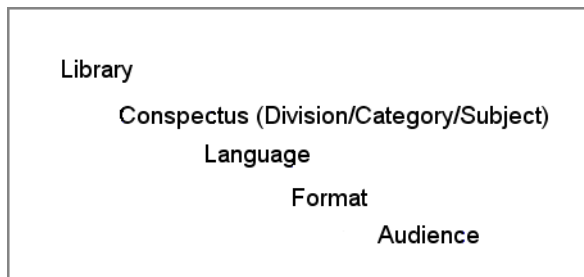 Library
Conspectus (Division/Category/Subject)
Language
Format
Audience